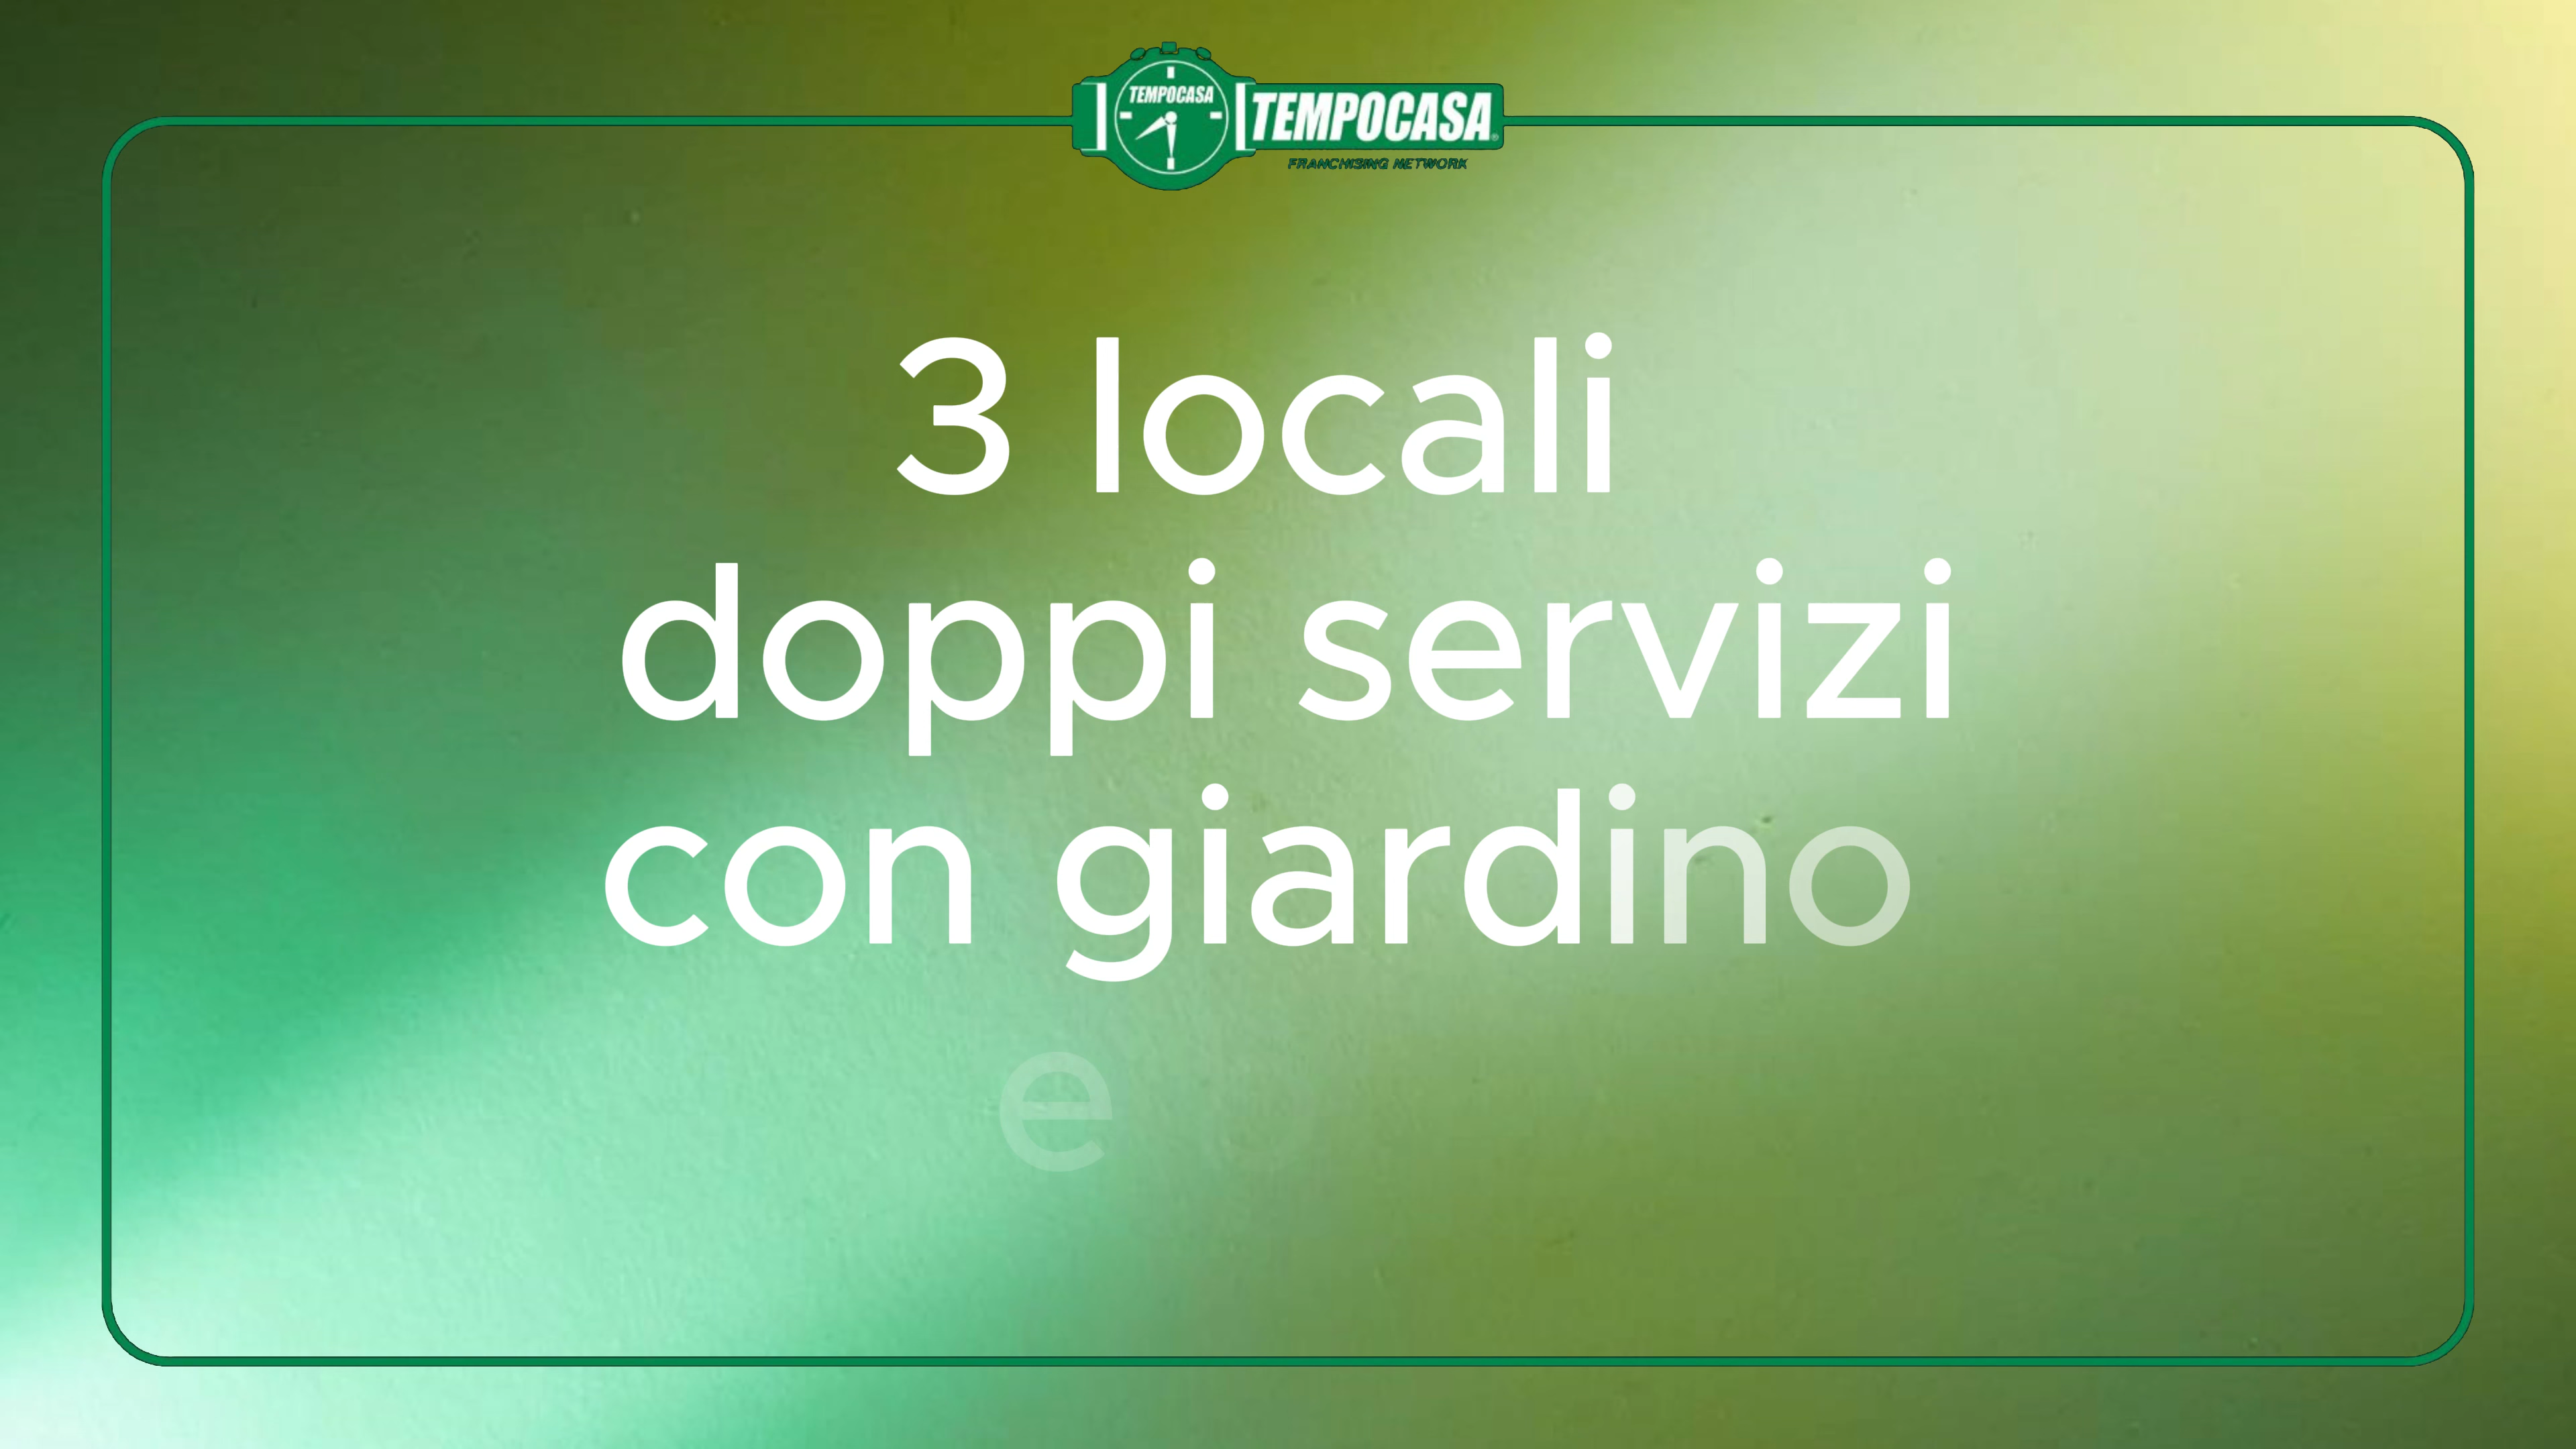 TEMPOCASA
TEMPOCASA
FRANCHISING NETWORK
3 locali
doppi servizi
con giardino
e